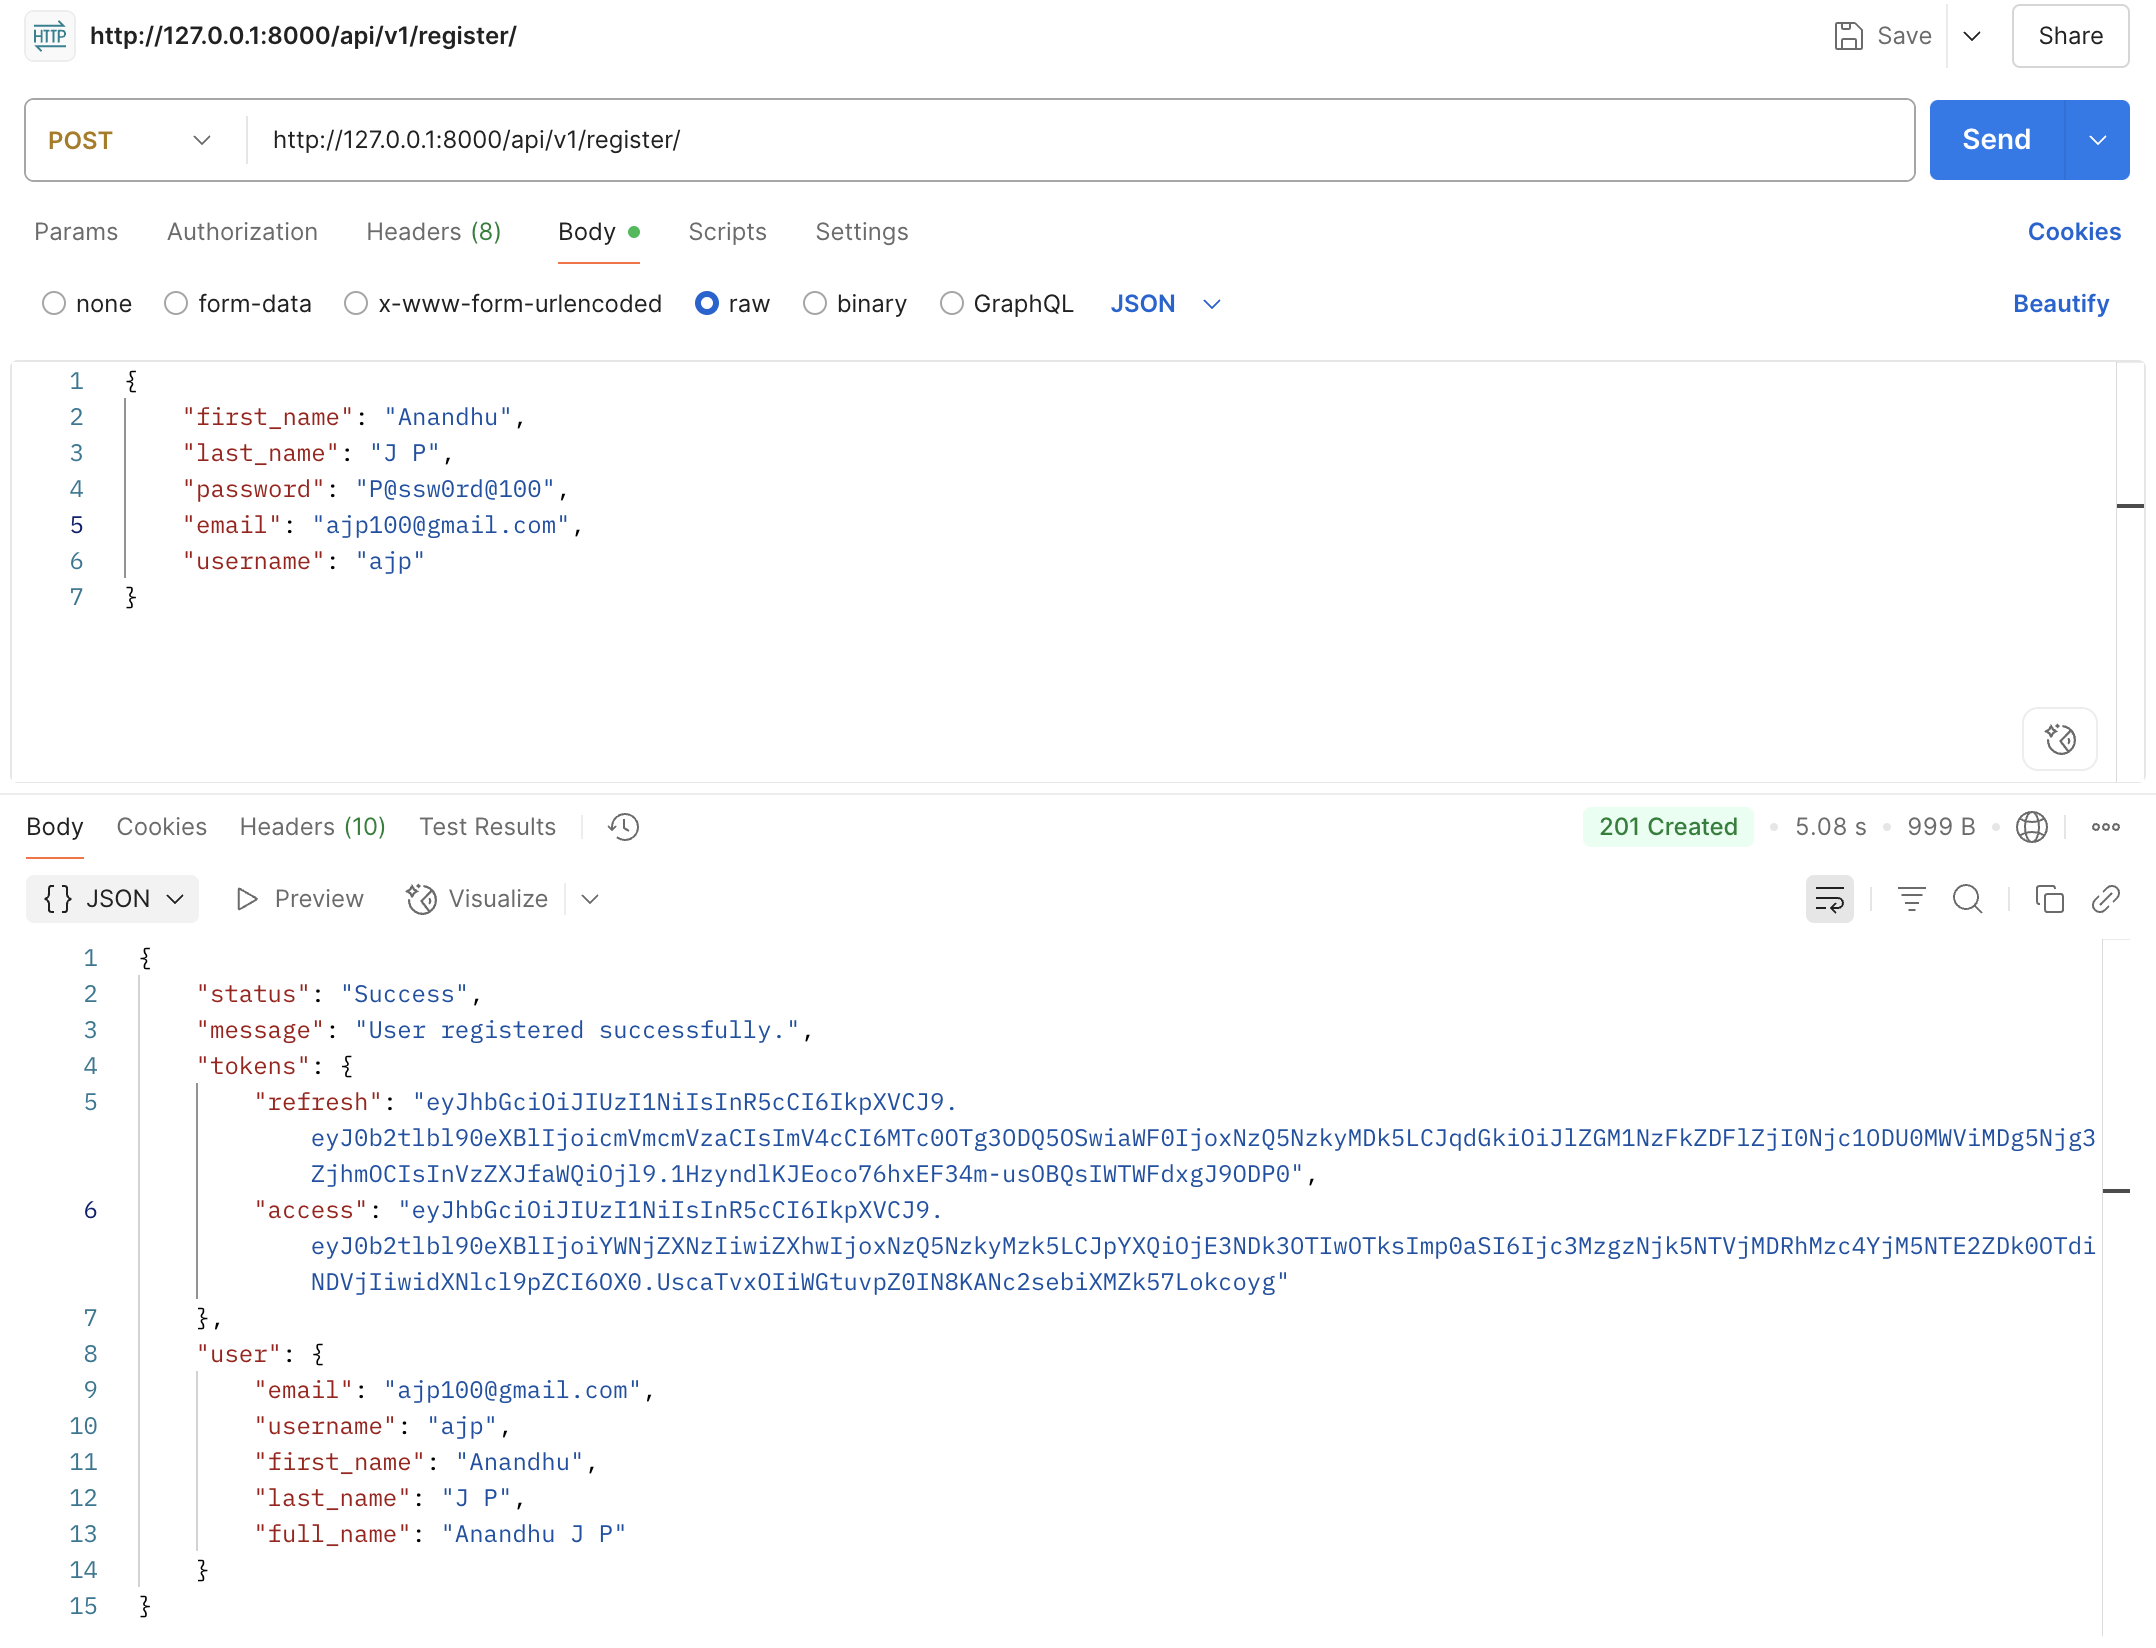 HTTP http://127.0.0.1:8000/api/v1/register/ Save Share
POST http://127.0.0.1:8000/api/v1/register/ Send
Params Authorization Headers (8) Body Scripts Settings Cookies
none form-data x-www-form-urlencoded raw binary GraphQL JSON Beautify
1 {
2 "first_name": "Anandhu",
3 "last_name": "J P",
4 "password": "P@ssw0rd@100",
5 "email": "ajp100@gmail.com",
6 "username": "ajp"
7 }
Body Cookies Headers (10) Test Results 201 Created 5.08 s 999 B
{} JSON Preview Visualize
1 {
2 "status": "Success",
3 "message": "User registered successfully.",
4 "tokens": {
5 "refresh": "eyJhbGciOiJIUzI1NiIsInR5cCI6IkpXVCJ9.
eyJ0b2tlbl90eXBlIjoicmVmcmVzaCIsImV4cCI6MTc0OTg3ODQ5OSwiaWF0IjoxNzQ5NzkyMDk5LCJqdGkiOiJlZGM1NzFkZDFlZjI0Njc1ODU0MWViMDg5Njg3
ZjhmOCIsInVzZXJfaWQiOjl9.1HzyndlKJEoco76hxEF34m-usOBQsIWTWFdxgJ9ODP0",
6 "access": "eyJhbGciOiJIUzI1NiIsInR5cCI6IkpXVCJ9.
eyJ0b2tlbl90eXBlIjoiYWNjZXNzIiwiZXhwIjoxNzQ5NzkyMzk5LCJpYXQiOjE3NDk3OTIwOTksImp0aSI6Ijc3MzgzNjk5NTVjMDRhMzc4YjM5NTE2ZDk0OTdi
NDVjIiwidXNlcl9pZCI6OX0.UscaTvxOIiWGtuvpZ0IN8KANc2sebiXMZk57Lokcoyg"
7 },
8 "user": {
9 "email": "ajp100@gmail.com",
10 "username": "ajp",
11 "first_name": "Anandhu",
12 "last_name": "J P",
13 "full_name": "Anandhu J P"
14 }
15 }